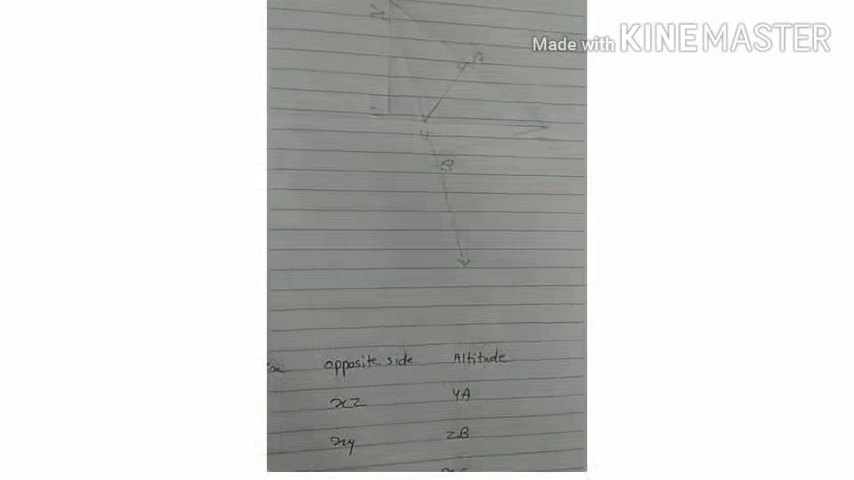 Made with KINEMASTER
Z
A
B
opposite side Altitude
xz YA
xy ZB